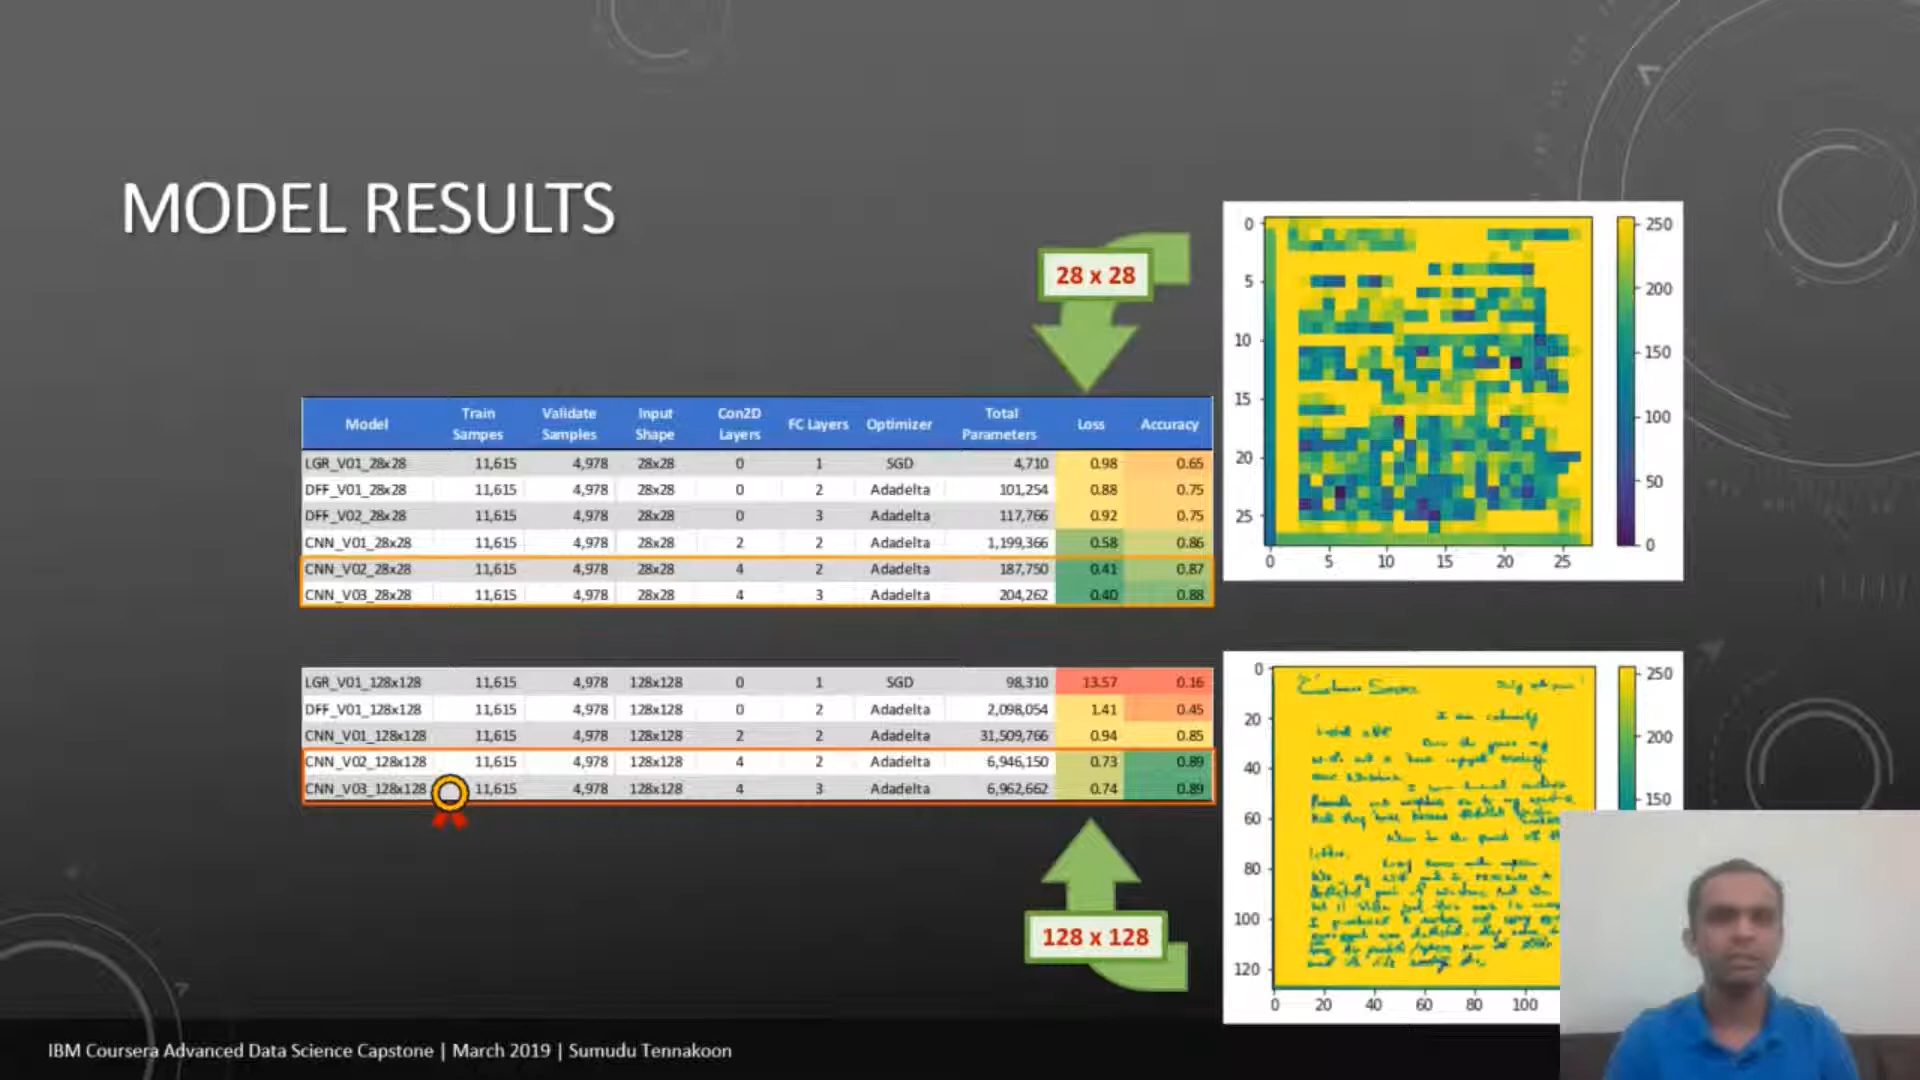 MODEL RESULTS
28 x 28
Model Train Sampes Validate Samples Input Shape Con2D Layers FC Layers Optimizer Total Parameters Loss Accuracy
LGR_V01_28x28 11,615 4,978 28x28 0 1 SGD 4,710 0.98 0.65
DFF_V01_28x28 11,615 4,978 28x28 0 2 Adadelta 101,254 0.88 0.75
DFF_V02_28x28 11,615 4,978 28x28 0 3 Adadelta 117,766 0.92 0.75
CNN_V01_28x28 11,615 4,978 28x28 2 2 Adadelta 1,199,366 0.58 0.86
CNN_V02_28x28 11,615 4,978 28x28 4 2 Adadelta 187,750 0.41 0.87
CNN_V03_28x28 11,615 4,978 28x28 4 3 Adadelta 204,262 0.40 0.88
0
5
10
15
20
25
0 5 10 15 20 25
250
200
150
100
50
0
LGR_V01_128x128 11,615 4,978 128x128 0 1 SGD 98,310 13.57 0.16
DFF_V01_128x128 11,615 4,978 128x128 0 2 Adadelta 2,098,054 1.41 0.45
CNN_V01_128x128 11,615 4,978 128x128 2 2 Adadelta 31,509,766 0.94 0.85
CNN_V02_128x128 11,615 4,978 128x128 4 2 Adadelta 6,946,150 0.73 0.89
CNN_V03_128x128 11,615 4,978 128x128 4 3 Adadelta 6,962,662 0.74 0.89
128 x 128
0
20
40
60
80
100
120
0 20 40 60 80 100
250
200
150
IBM Coursera Advanced Data Science Capstone | March 2019 | Sumudu Tennakoon